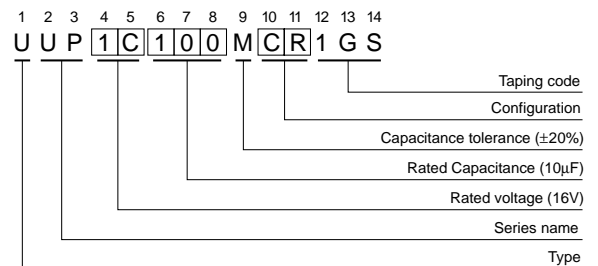 1 2 3 4 5 6 7 8 9 10 11 12 13 14
U U P 1 C 1 0 0 M C R 1 G S
Taping code
Configuration
Capacitance tolerance (±20%)
Rated Capacitance (10µF)
Rated voltage (16V)
Series name
Type